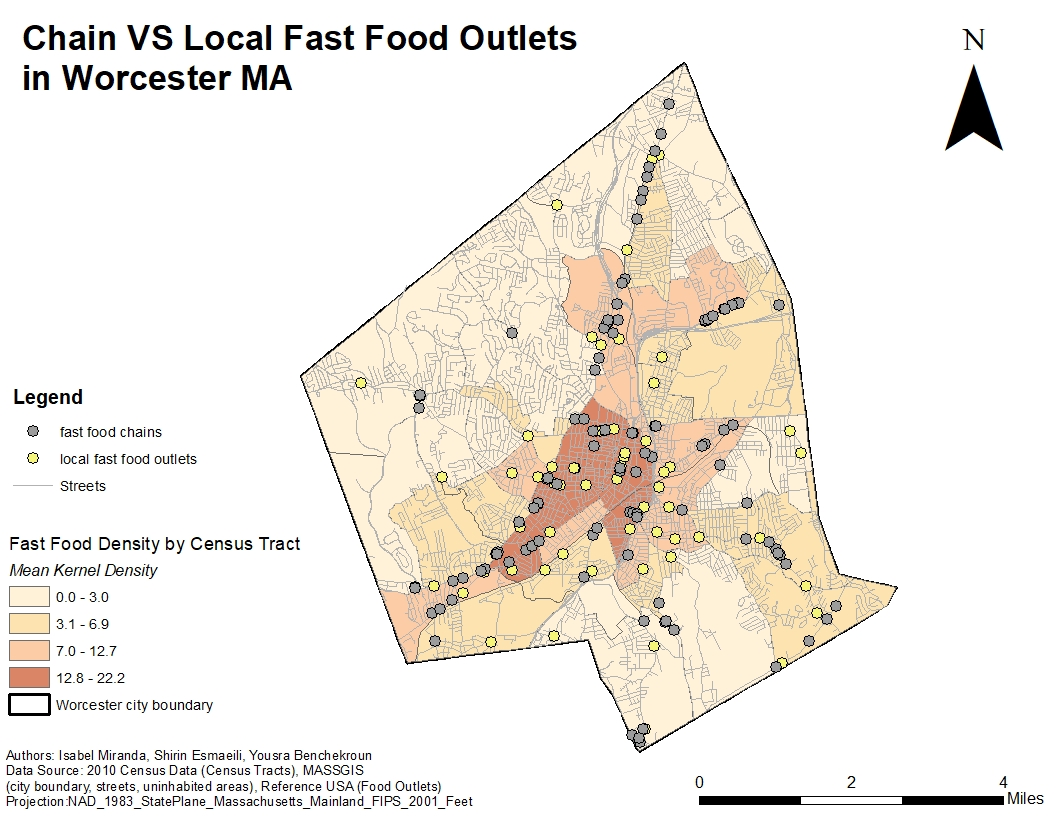 Chain VS Local Fast Food Outlets
in Worcester MA
N
Legend
fast food chains
local fast food outlets
Streets
Fast Food Density by Census Tract
Mean Kernel Density
0.0 - 3.0
3.1 - 6.9
7.0 - 12.7
12.8 - 22.2
Worcester city boundary
Authors: Isabel Miranda, Shirin Esmaeili, Yousra Benchekroun
Data Source: 2010 Census Data (Census Tracts), MASSGIS
(city boundary, streets, uninhabited areas), Reference USA (Food Outlets)
Projection:NAD_1983_StatePlane_Massachusetts_Mainland_FIPS_2001_Feet
0 2 4
Miles